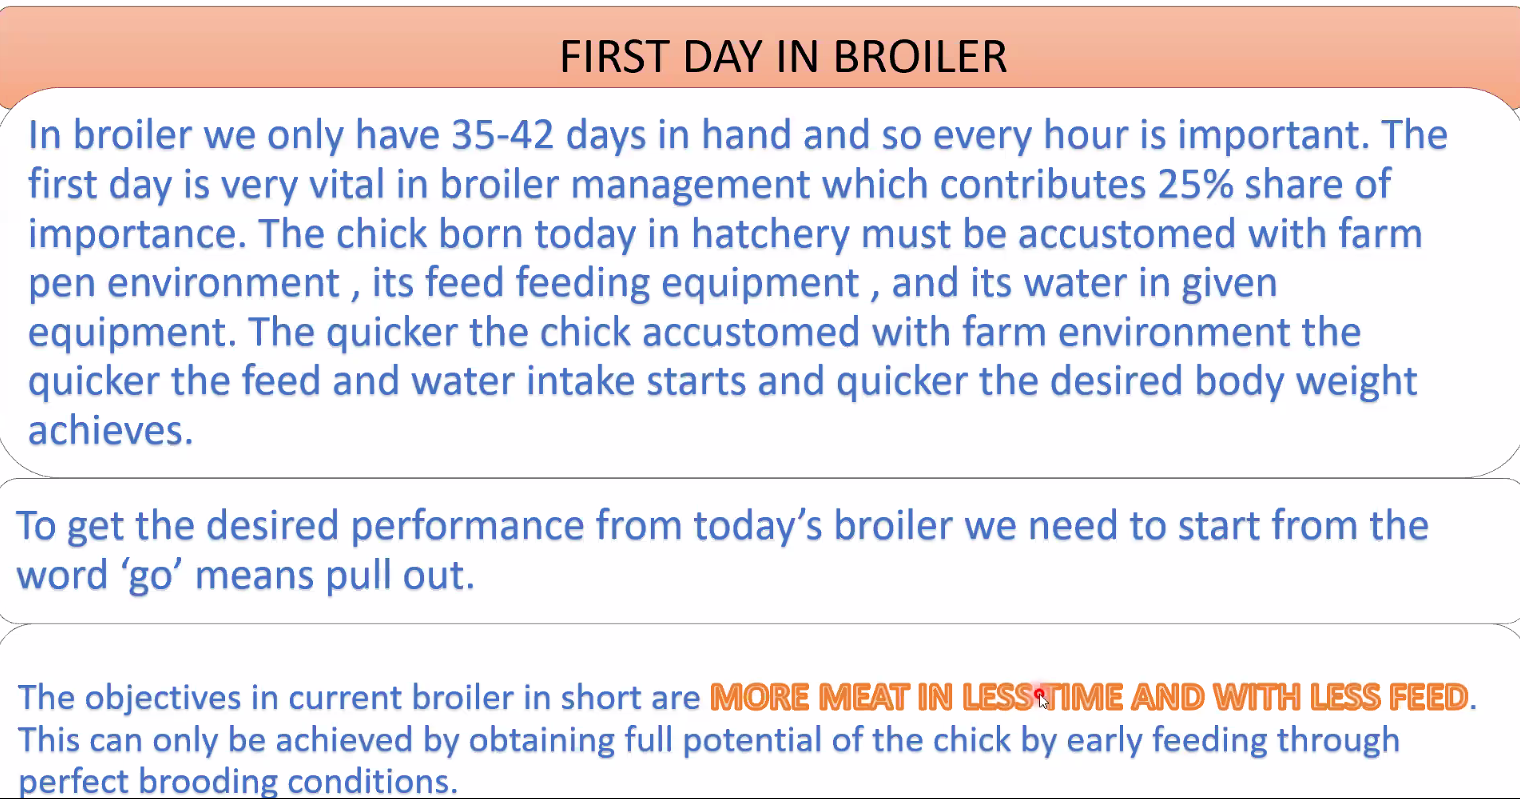 FIRST DAY IN BROILER
In broiler we only have 35-42 days in hand and so every hour is important. The
first day is very vital in broiler management which contributes 25% share of
importance. The chick born today in hatchery must be accustomed with farm
pen environment , its feed feeding equipment , and its water in given
equipment. The quicker the chick accustomed with farm environment the
quicker the feed and water intake starts and quicker the desired body weight
achieves.
To get the desired performance from today’s broiler we need to start from the
word ‘go’ means pull out.
The objectives in current broiler in short are MORE MEAT IN LESS TIME AND WITH LESS FEED.
This can only be achieved by obtaining full potential of the chick by early feeding through
perfect brooding conditions.